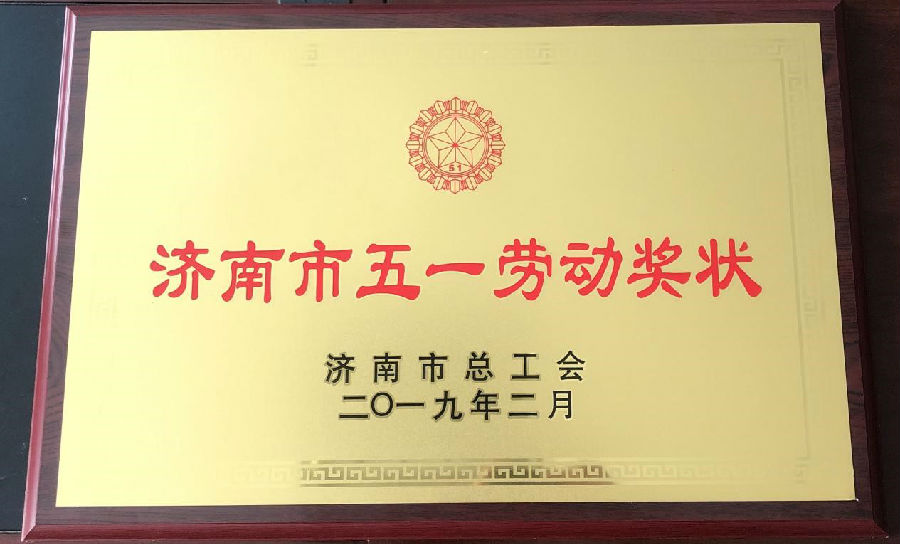 51
济南市五一劳动奖状
济南市总工会
二〇一九年二月